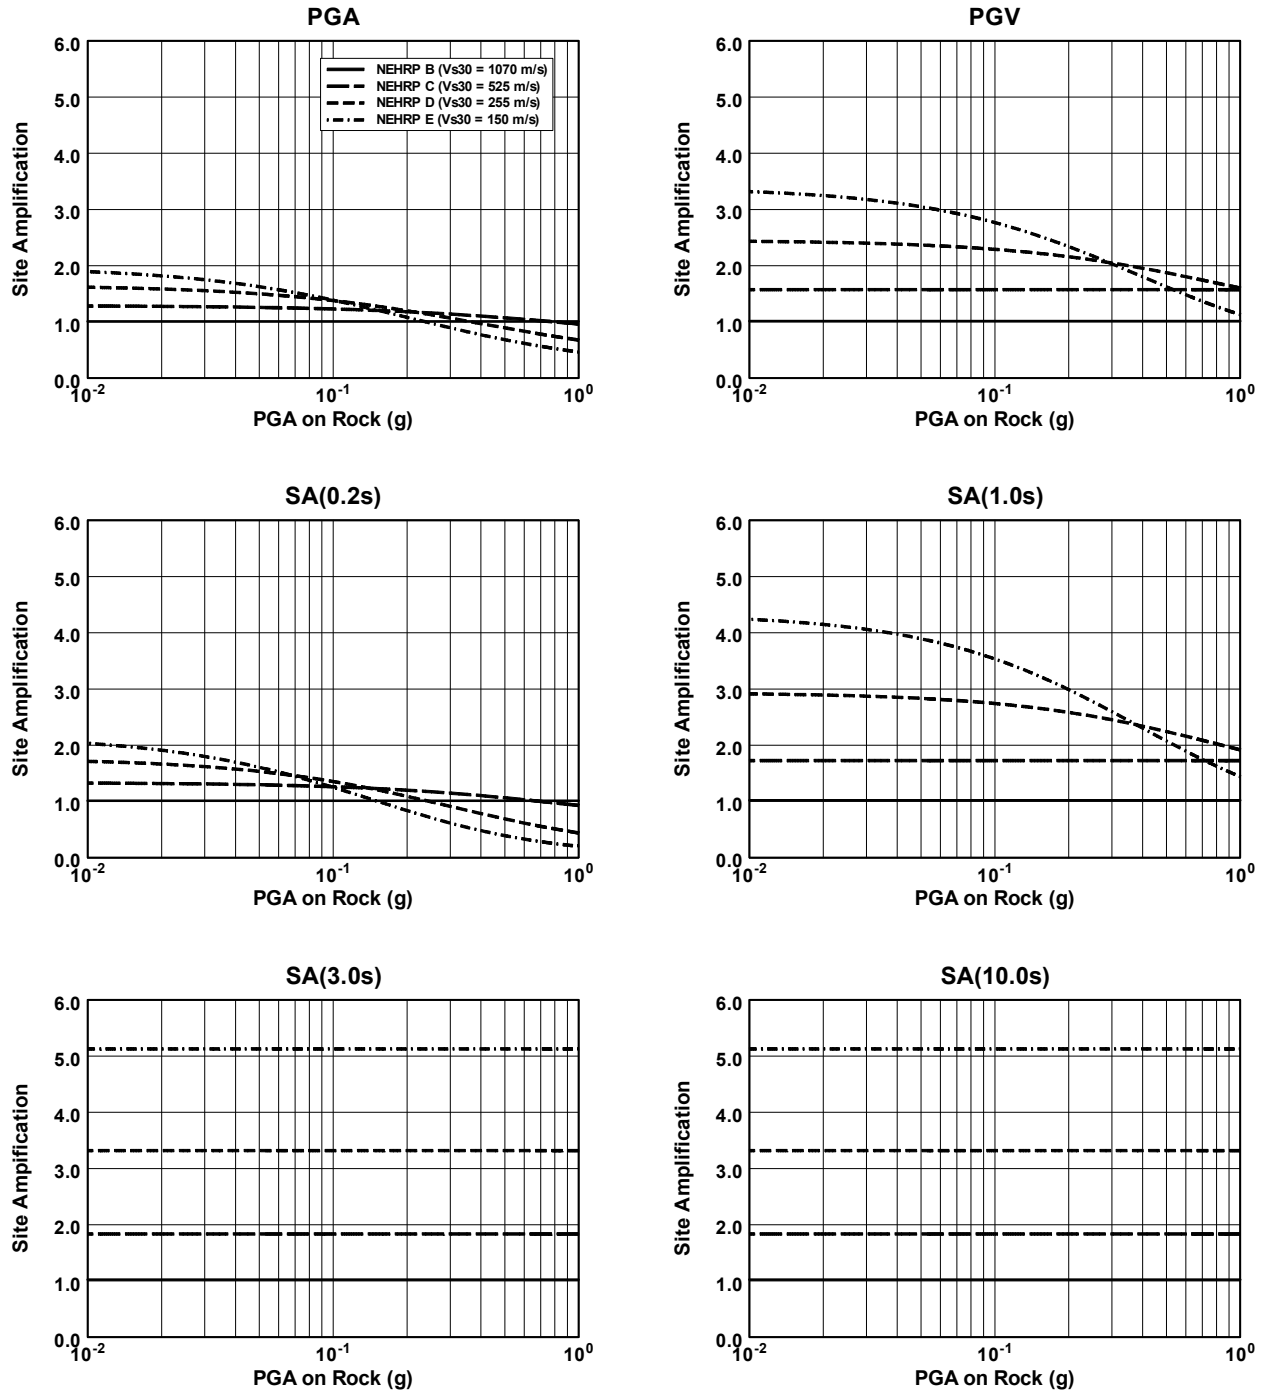 PGA
6.0
5.0
4.0
3.0
2.0
1.0
0.0
Site Amplification
NEHRP B (Vs30 = 1070 m/s)
NEHRP C (Vs30 = 525 m/s)
NEHRP D (Vs30 = 255 m/s)
NEHRP E (Vs30 = 150 m/s)
10-2 10-1 100
PGA on Rock (g)
PGV
6.0
5.0
4.0
3.0
2.0
1.0
0.0
Site Amplification
10-2 10-1 100
PGA on Rock (g)
SA(0.2s)
6.0
5.0
4.0
3.0
2.0
1.0
0.0
Site Amplification
10-2 10-1 100
PGA on Rock (g)
SA(1.0s)
6.0
5.0
4.0
3.0
2.0
1.0
0.0
Site Amplification
10-2 10-1 100
PGA on Rock (g)
SA(3.0s)
6.0
5.0
4.0
3.0
2.0
1.0
0.0
Site Ampification
10-2 10-1 100
PGA on Rock (g)
SA(10.0s)
6.0
5.0
4.0
3.0
2.0
1.0
0.0
Site Amplification
10-2 10-1 100
PGA on Rock (g)